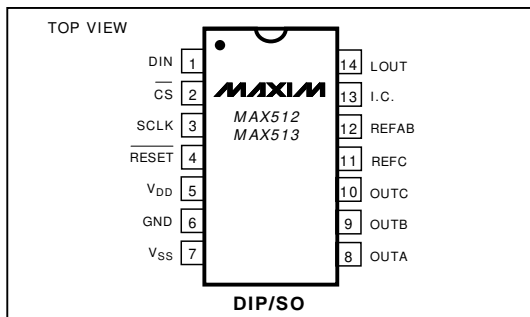 TOP VIEW
DIN 1
CS 2
SCLK 3
RESET 4
VDD 5
GND 6
VSS 7
MAXIM
MAX512
MAX513
14 LOUT
13 I.C.
12 REFAB
11 REFC
10 OUTC
9 OUTB
8 OUTA
DIP/SO